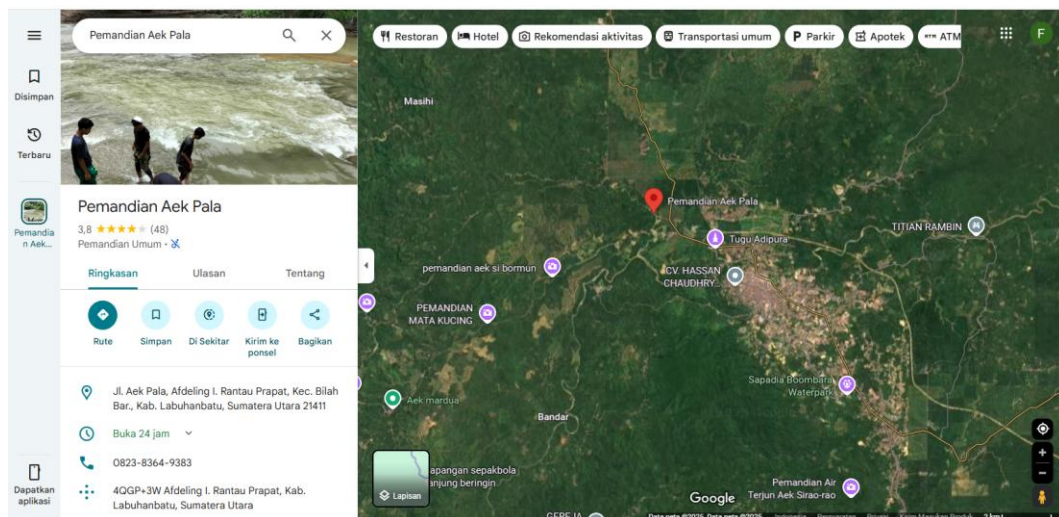 Pemandian Aek Pala
Disimpan
Terbaru
Pemandia
n Aek...
Dapatkan
aplikasi
Pemandian Aek Pala
3,8 ★★★★★ (48)
Pemandian Umum
Ringkasan Ulasan Tentang
Rute Simpan Di Sekitar Kirim ke Bagikan
ponsel
Jl. Aek Pala, Afdeling I. Rantau Prapat, Kec. Bilah
Bar., Kab. Labuhanbatu, Sumatera Utara 21411
Buka 24 jam
0823-8364-9383
4QGP+3W Afdeling I. Rantau Prapat, Kab.
Labuhanbatu, Sumatera Utara
Restoran Hotel Rekomendasi aktivitas Transportasi umum P Parkir Apotek ATM ATM
F
Masihi
Pemandian Aek Pala
TITIAN RAMBIN
Tugu Adipura
pemandian aek si bormun
CV. HASSAN
CHAUDHRY...
PEMANDIAN
MATA KUCING
Sapadia Boombara
Waterpark
Aek mardua
Bandar
apangan sepakbola
anjung beringin
Lapisan
Google
Pemandian Air
Terjun Aek Sirao-rao